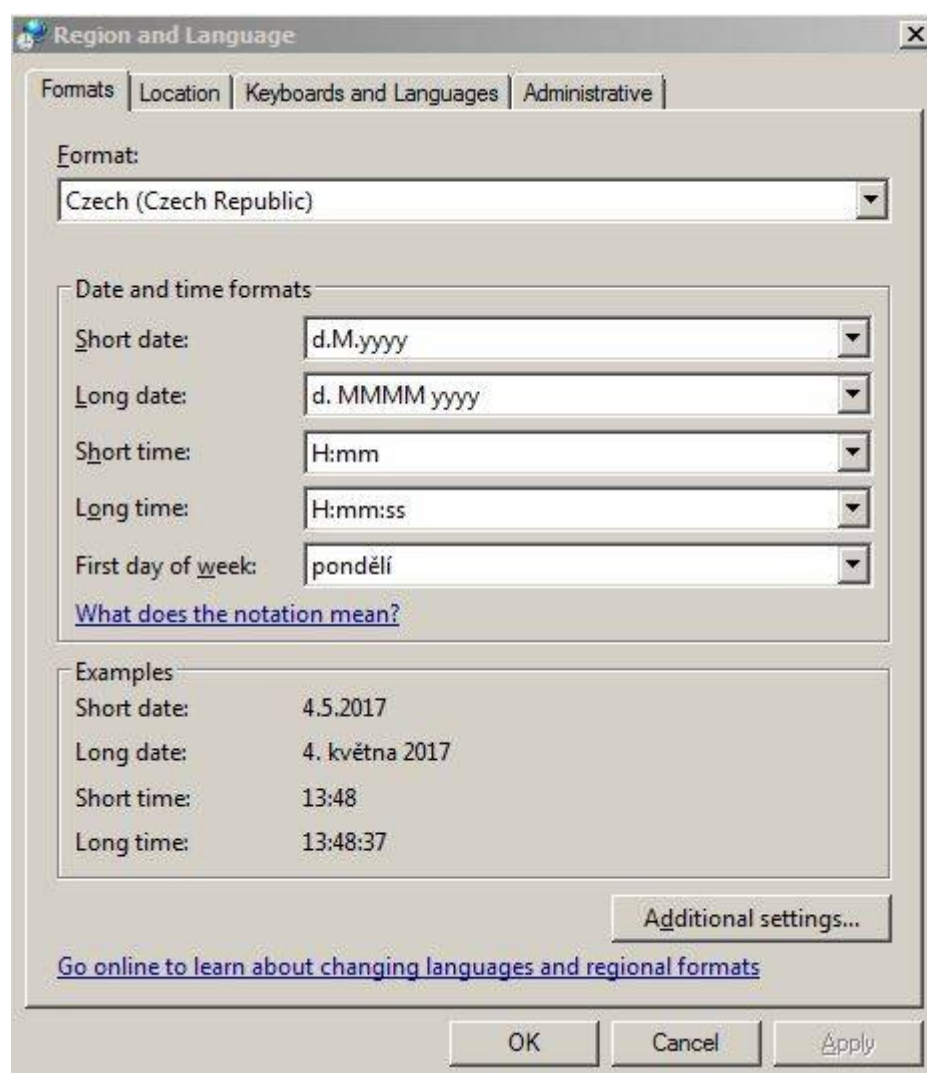 Region and Language
Formats Location Keyboards and Languages Administrative
Format:
Czech (Czech Republic)
Date and time formats
Short date: d.M.yyyy
Long date: d. MMMM yyyy
Short time: H:mm
Long time: H:mm:ss
First day of week: pondělí
What does the notation mean?
Examples
Short date: 4.5.2017
Long date: 4. května 2017
Short time: 13:48
Long time: 13:48:37
Additional settings...
Go online to learn about changing languages and regional formats
OK Cancel Apply